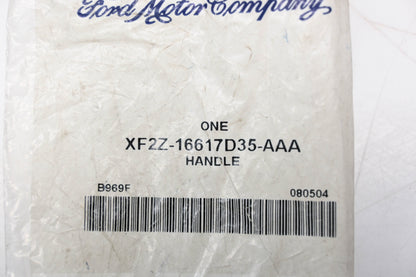 Ford Motor Company
ONE
XF2Z-16617D35-AAA
HANDLE
B969F 080504